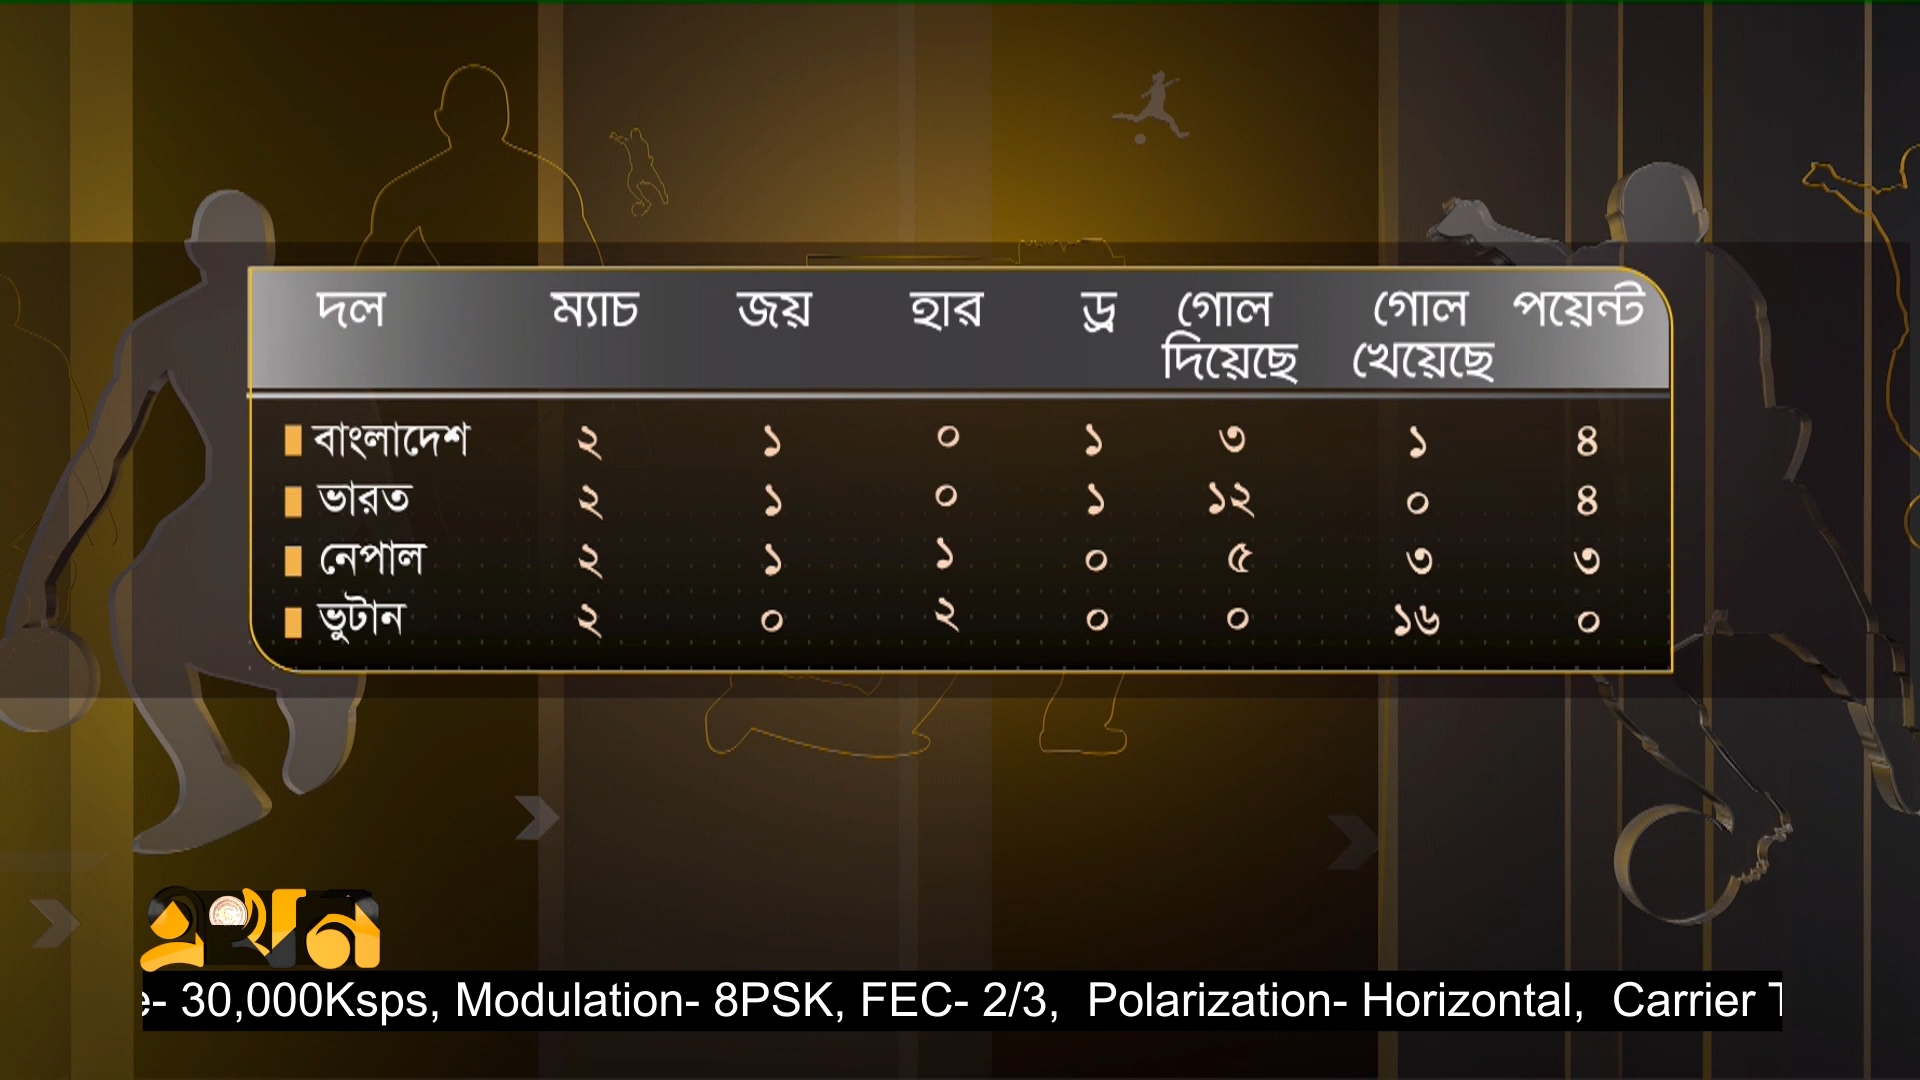 দল ম্যাচ জয় হার ড্র গোল দিয়েছে গোল খেয়েছে পয়েন্ট
বাংলাদেশ ২ ১ ০ ১ ৩ ১ ৪
ভারত ২ ১ ০ ১ ১২ ০ ৪
নেপাল ২ ১ ১ ০ ৫ ৩ ৩
ভুটান ২ ০ ২ ০ ০ ১৬ ০
এখন
e- 30,000Ksps, Modulation- 8PSK, FEC- 2/3, Polarization- Horizontal, Carrier